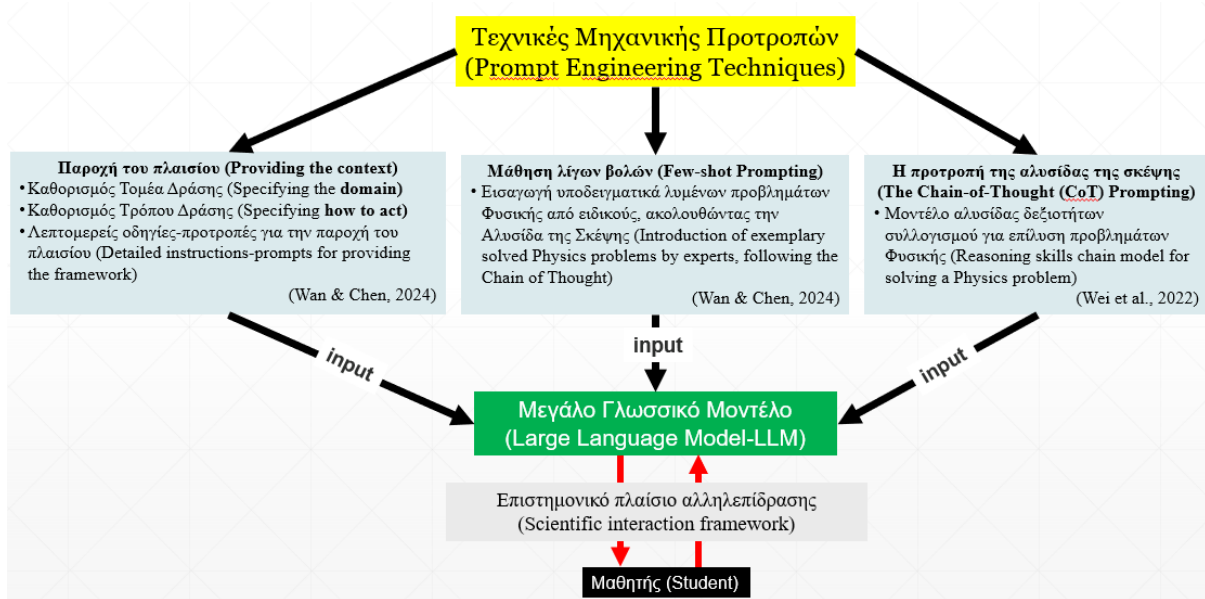 Τεχνικές Μηχανικής Προτροπών
(Prompt Engineering Techniques)
Παροχή του πλαισίου (Providing the context)
• Καθορισμός Τομέα Δράσης (Specifying the domain)
• Καθορισμός Τρόπου Δράσης (Specifying how to act)
• Λεπτομερείς οδηγίες-προτροπές για την παροχή του
πλαισίου (Detailed instructions-prompts for providing
the framework)
(Wan & Chen, 2024)
Μάθηση λίγων βολών (Few-shot Prompting)
• Εισαγωγή υποδειγματικά λυμένων προβλημάτων
Φυσικής από ειδικούς, ακολουθώντας την
Αλυσίδα της Σκέψης (Introduction of exemplary
solved Physics problems by experts, following the
Chain of Thought)
(Wan & Chen, 2024)
Η προτροπή της αλυσίδας της σκέψης
(The Chain-of-Thought (CoT) Prompting)
• Μοντέλο αλυσίδας δεξιοτήτων
συλλογισμού για επίλυση προβλημάτων
Φυσικής (Reasoning skills chain model for
solving a Physics problem)
(Wei et al., 2022)
input
input
input
Μεγάλο Γλωσσικό Μοντέλο
(Large Language Model-LLM)
Επιστημονικό πλαίσιο αλληλεπίδρασης
(Scientific interaction framework)
Μαθητής (Student)